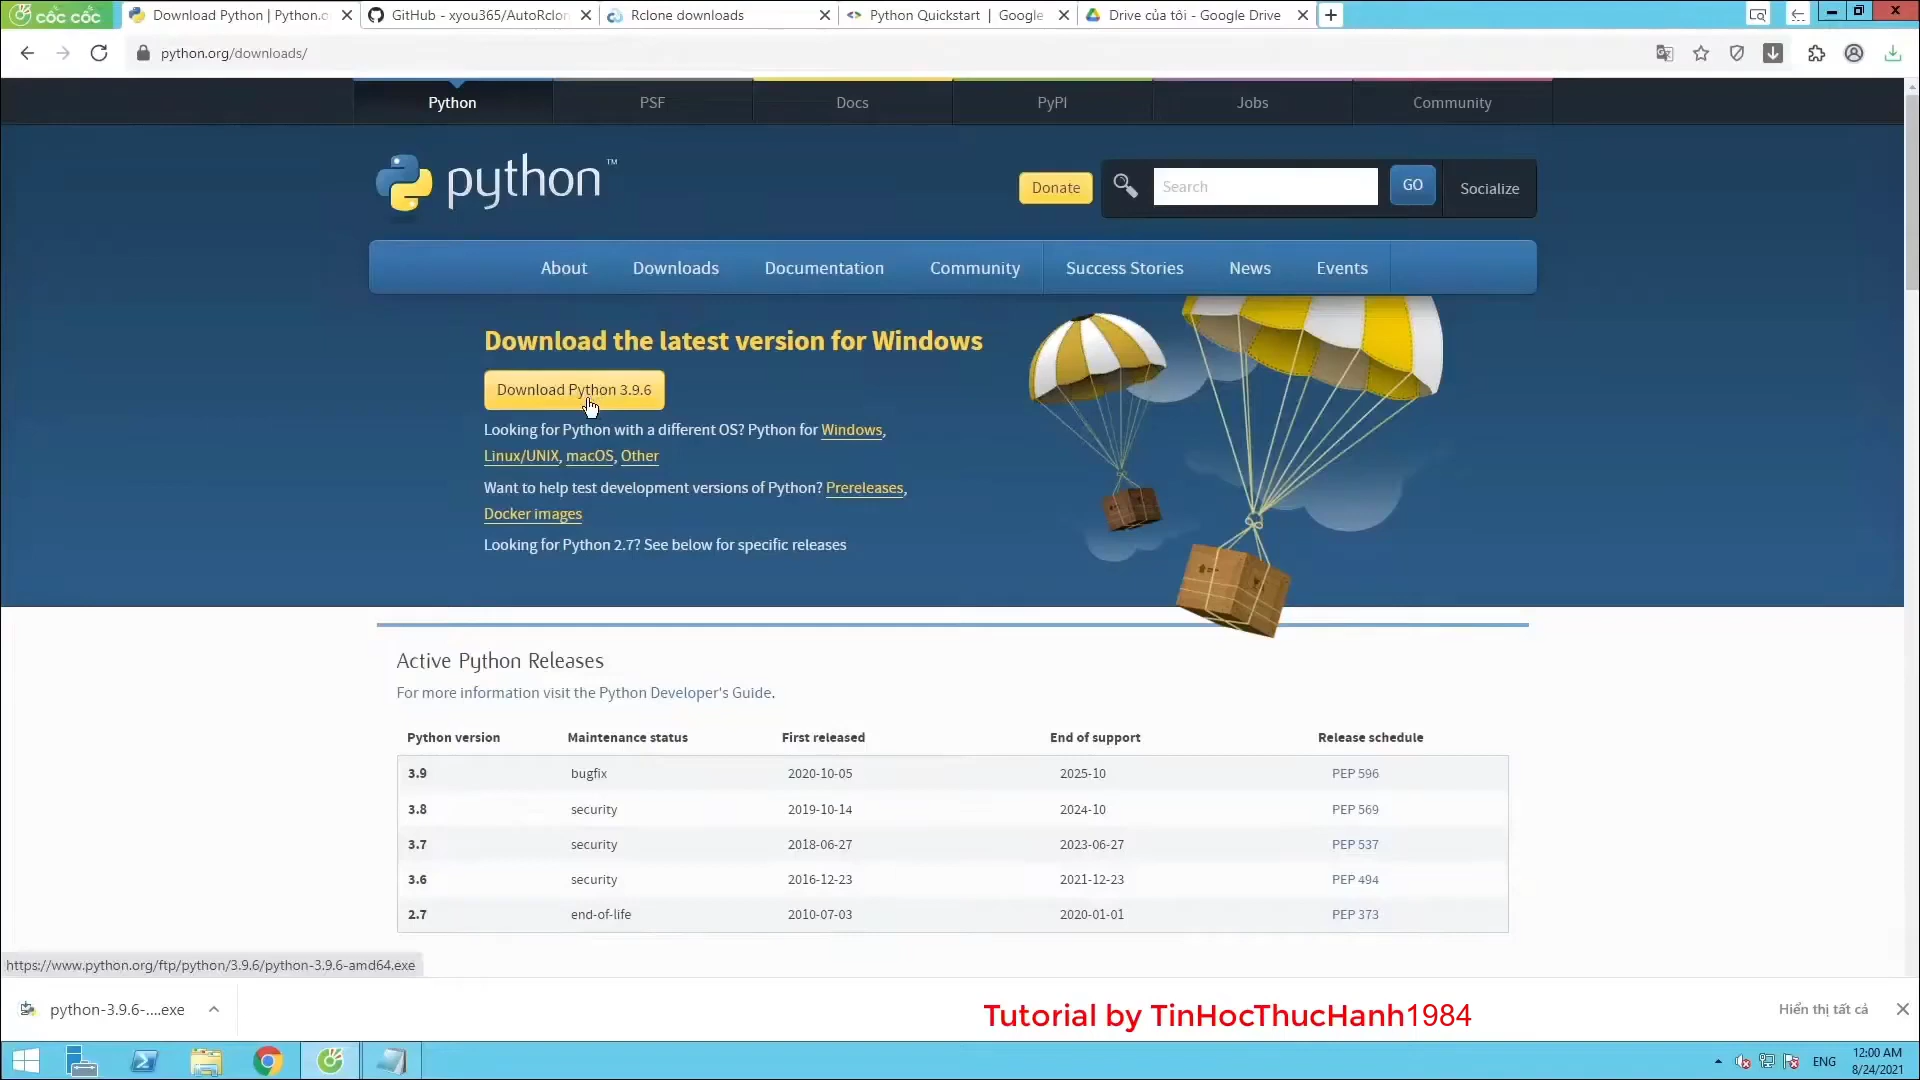 cốc cốc
Download Python | Python.o
GitHub - xyou365/AutoRclon
Rclone downloads
Python Quickstart | Google
Drive của tôi - Google Drive
python.org/downloads/
Python
PSF
Docs
PyPI
Jobs
Community
python™
Donate
Search
GO
Socialize
About
Downloads
Documentation
Community
Success Stories
News
Events
Download the latest version for Windows
Download Python 3.9.6
Looking for Python with a different OS? Python for Windows,
Linux/UNIX, macOS, Other
Want to help test development versions of Python? Prereleases,
Docker images
Looking for Python 2.7? See below for specific releases
Active Python Releases
For more information visit the Python Developer's Guide.
Python version Maintenance status First released End of support Release schedule
3.9 bugfix 2020-10-05 2025-10 PEP 596
3.8 security 2019-10-14 2024-10 PEP 569
3.7 security 2018-06-27 2023-06-27 PEP 537
3.6 security 2016-12-23 2021-12-23 PEP 494
2.7 end-of-life 2010-07-03 2020-01-01 PEP 373
https://www.python.org/ftp/python/3.9.6/python-3.9.6-amd64.exe
python-3.9.6-....exe
Tutorial by TinHocThucHanh1984
Hiển thị tất cả
ENG
12:00 AM
8/24/2021